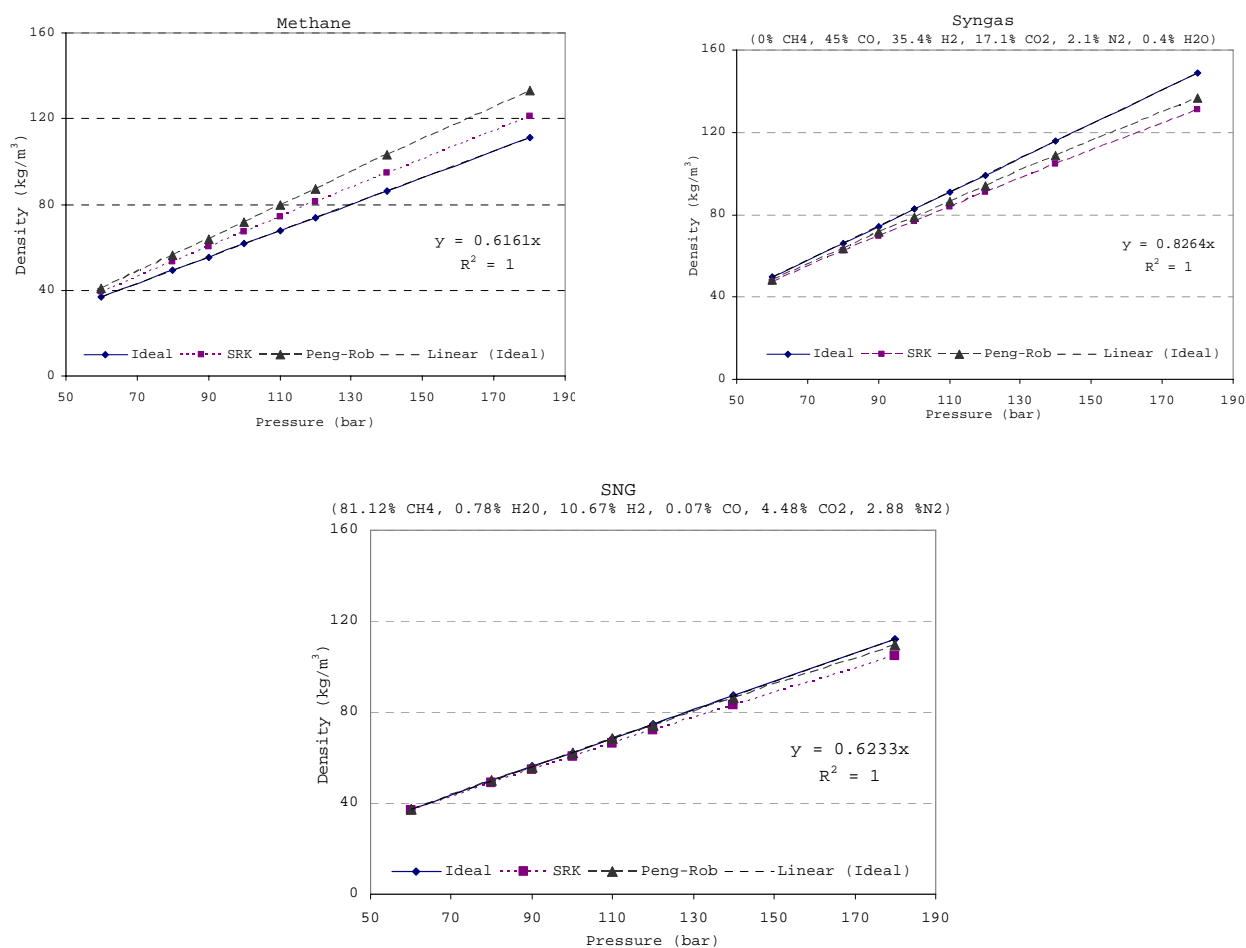 Methane
160
120
80
40
0
50 70 90 110 130 150 170 190
Density (kg/m³)
Pressure (bar)
y = 0.6161x
R² = 1
Ideal SRK Peng-Rob Linear (Ideal)
Syngas
(0% CH4, 45% CO, 35.4% H2, 17.1% CO2, 2.1% N2, 0.4% H2O)
160
120
80
40
0
50 70 90 110 130 150 170 190
Density (kg/m³)
Pressure (bar)
y = 0.8264x
R² = 1
Ideal SRK Peng-Rob Linear (Ideal)
SNG
(81.12% CH4, 0.78% H20, 10.67% H2, 0.07% CO, 4.48% CO2, 2.88 %N2)
160
120
80
40
0
50 70 90 110 130 150 170 190
Density (kg/m³)
Pressure (bar)
y = 0.6233x
R² = 1
Ideal SRK Peng-Rob Linear (Ideal)